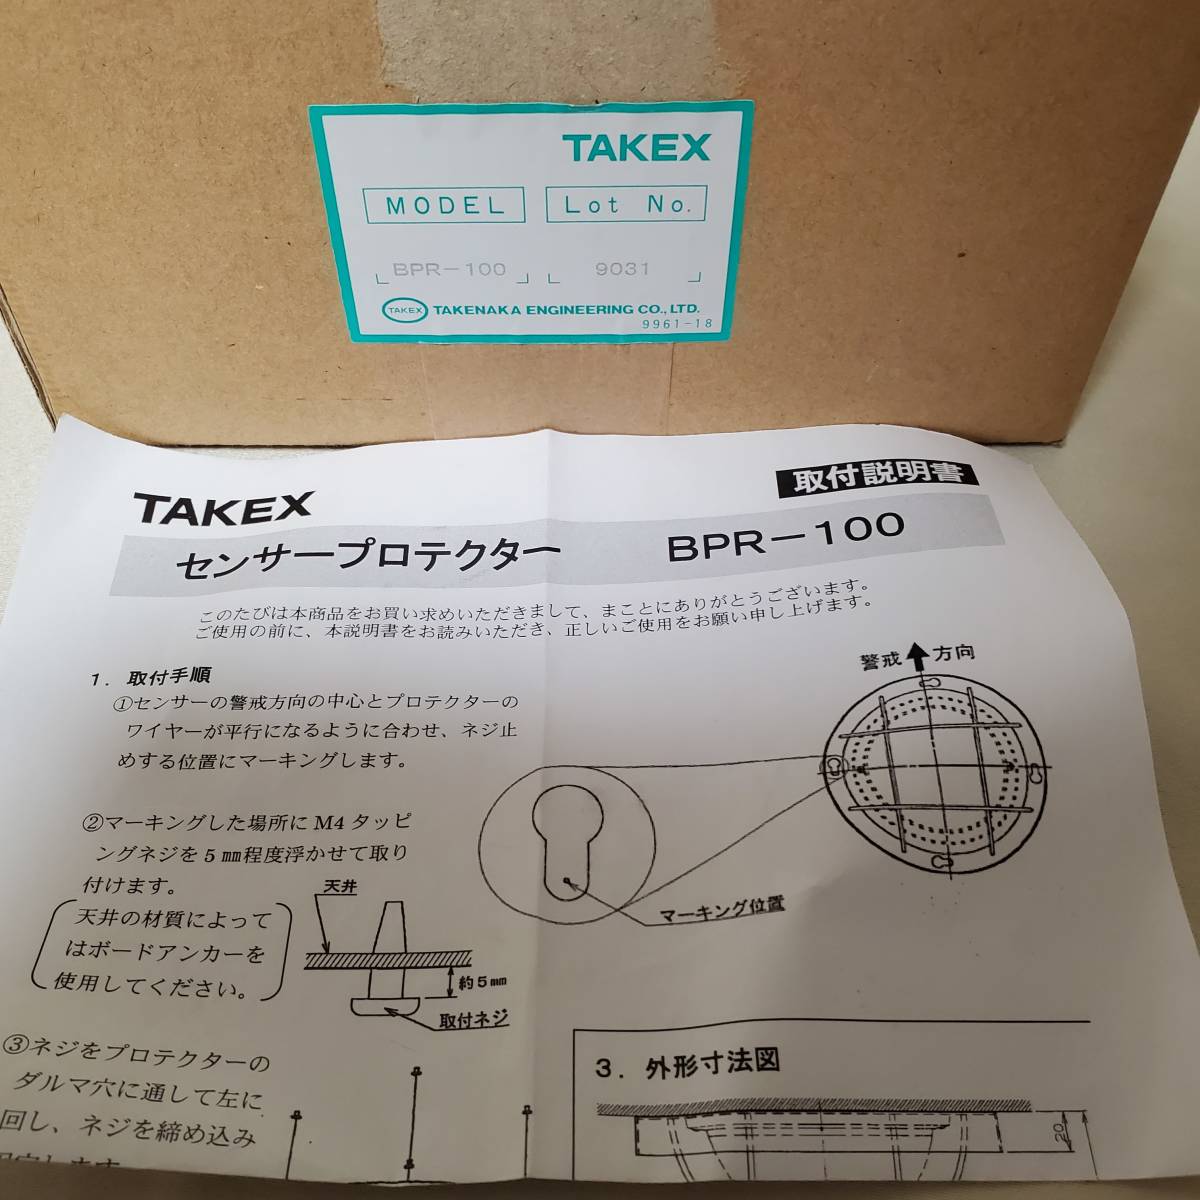 TAKEX
MODEL
Lot No.
BPR-100
9031
TAKEX TAKENAKA ENGINEERING CO., LTD.
9961-18
TAKEX
取付説明書
センサープロテクター BPR-100
このたびは本商品をお買い求めいただきまして、まことにありがとうございます。
ご使用の前に、本説明書をお読みいただき、正しいご使用をお願い申し上げます。
1. 取付手順
①センサーの警戒方向の中心とプロテクターの
ワイヤーが平行になるように合わせ、ネジ止
めする位置にマーキングします。
警戒 方向
マーキング位置
②マーキングした場所にM4タッピ
ングネジを5㎜程度浮かせて取り
付けます。
天井の材質によって
はボードアンカーを
使用してください。
天井
約5㎜
取付ネジ
③ネジをプロテクターの
ダルマ穴に通して左に
回し、ネジを締め込み
3. 外形寸法図
20